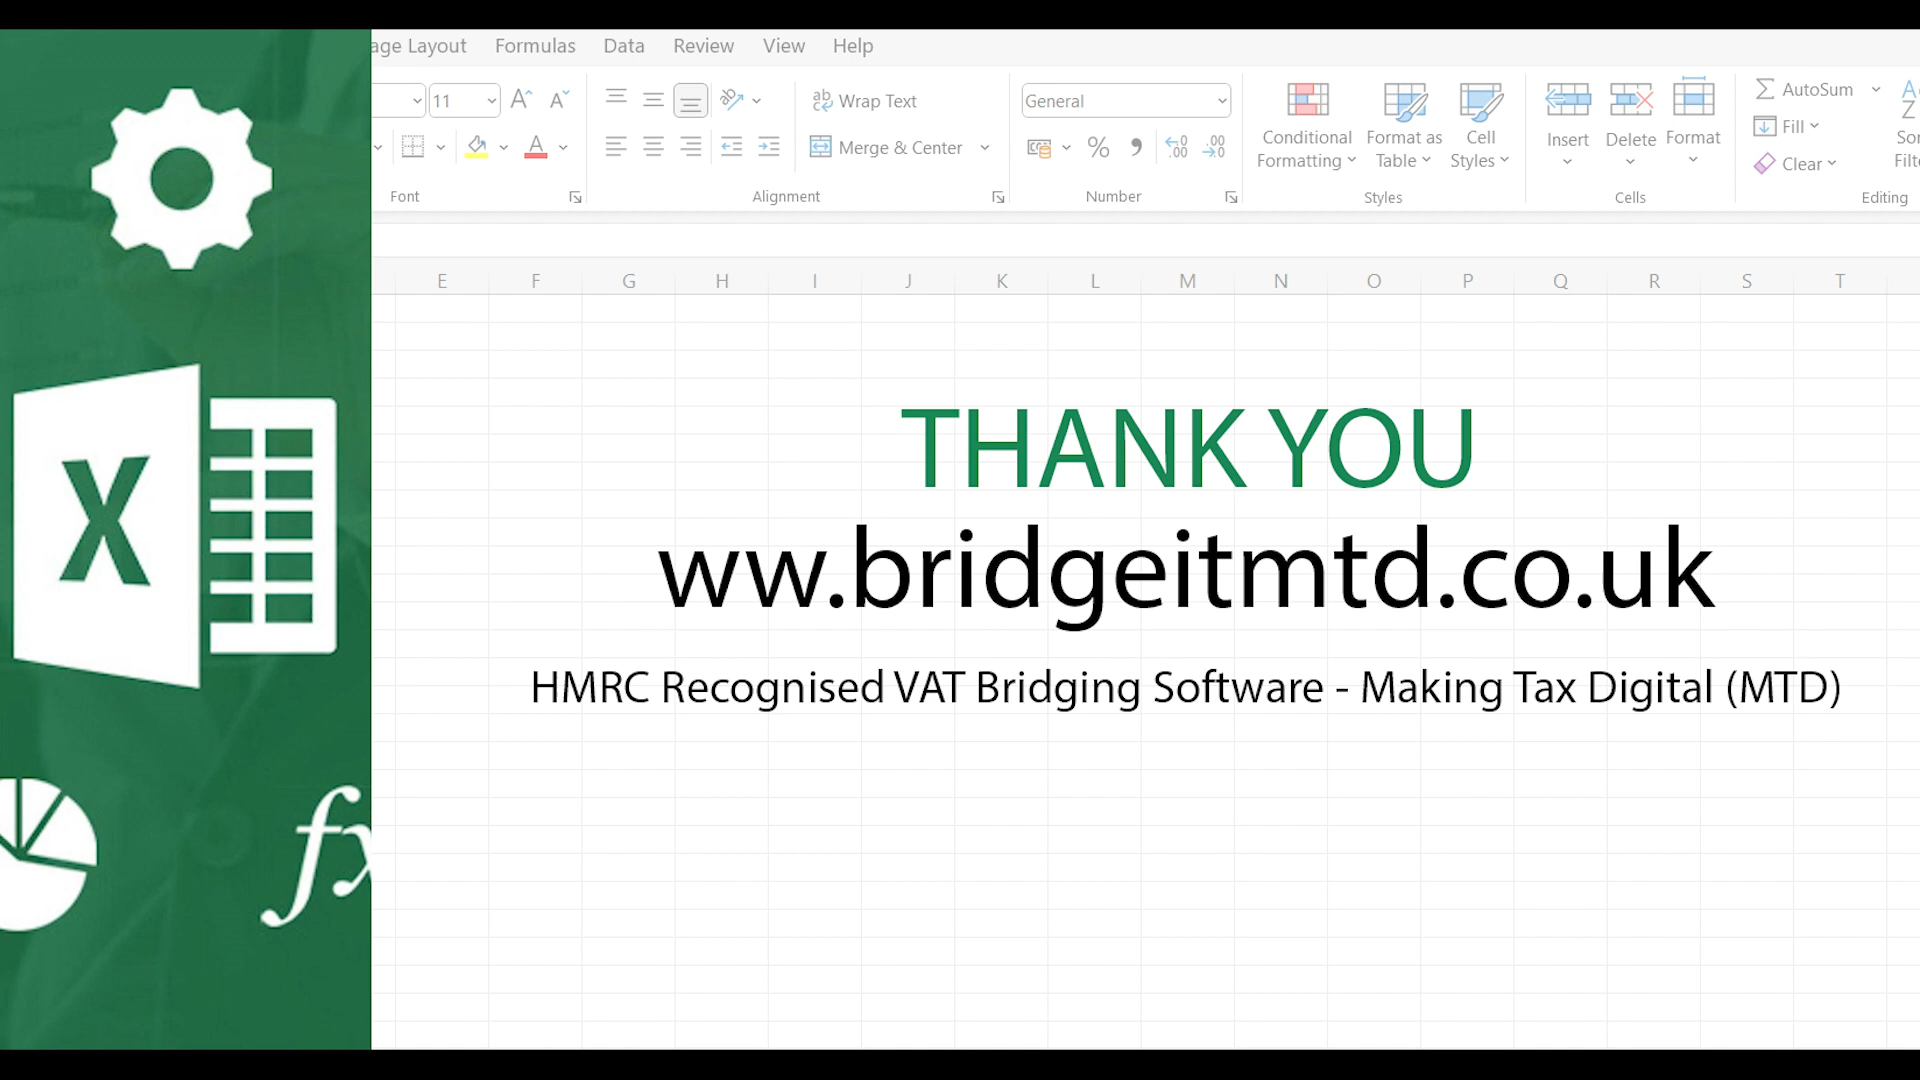 age Layout Formulas Data Review View Help
11 Wrap Text General Conditional Formatting Format as Table Cell Styles Insert Delete Format AutoSum
Merge & Center % Fill
Clear
Font Alignment Number Styles Cells Editing
E F G H I J K L M N O P Q R S T
X
THANK YOU
ww.bridgeitmtd.co.uk
HMRC Recognised VAT Bridging Software - Making Tax Digital (MTD)
fx